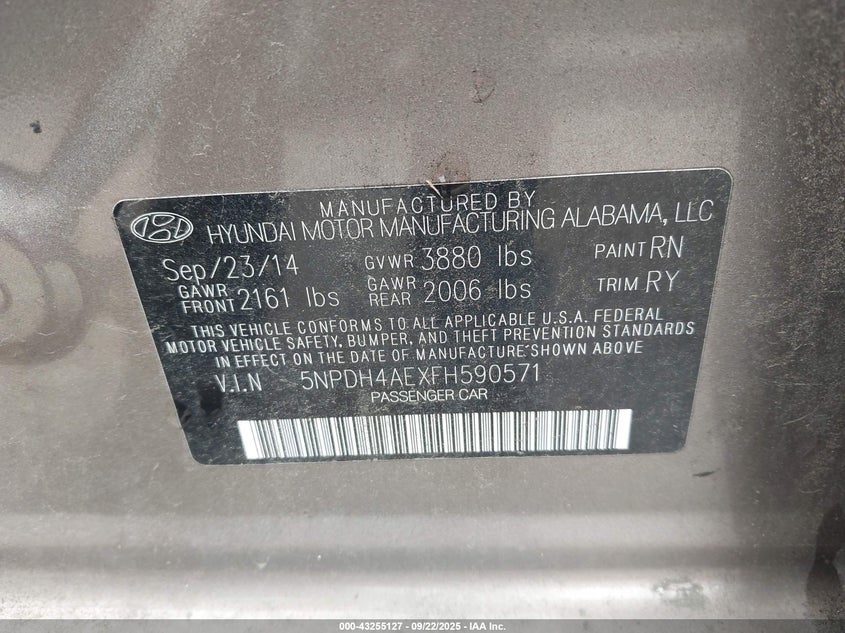 MANUFACTURED BY
HYUNDAI MOTOR MANUFACTURING ALABAMA, LLC
Sep/23/14 GVWR 3880 lbs PAINT RN
GAWR FRONT 2161 lbs GAWR REAR 2006 lbs TRIM RY
THIS VEHICLE CONFORMS TO ALL APPLICABLE U.S.A. FEDERAL
MOTOR VEHICLE SAFETY, BUMPER, AND THEFT PREVENTION STANDARDS
IN EFFECT ON THE DATE OF MANUFACTURE SHOWN ABOVE.
V.I.N 5NPDH4AEXFH590571
PASSENGER CAR
000-43255127 - 09/22/2025 - IAA Inc.